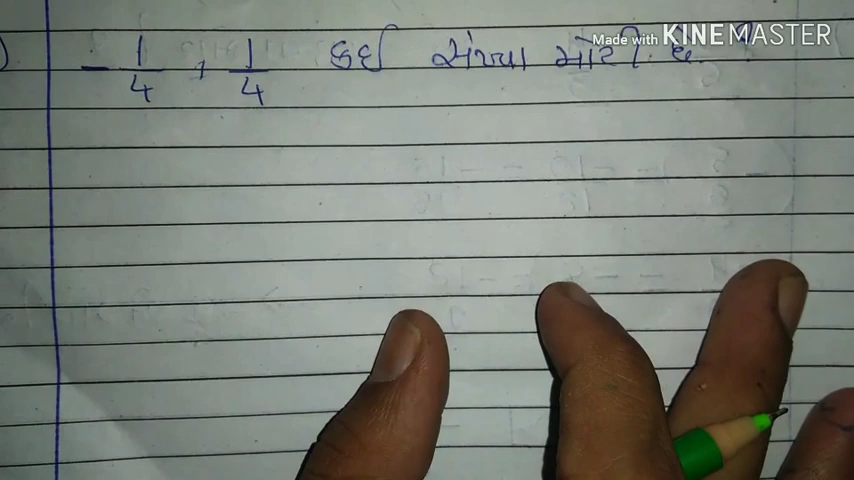 Made with KINEMASTER
) - 1/4 , 1/4 કઈ સંખ્યા મોટી છે ?